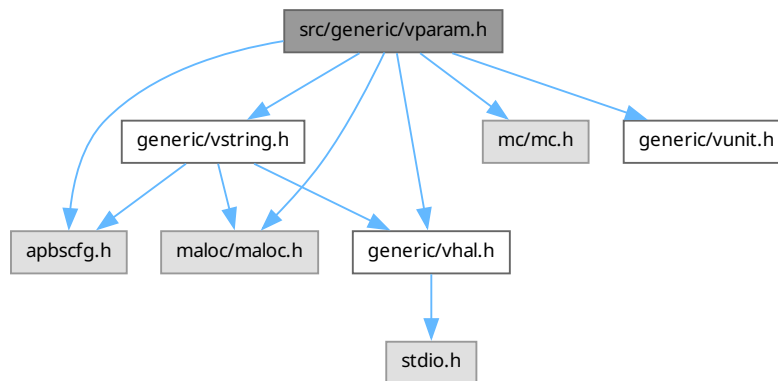 src/generic/vparam.h
generic/vstring.h
mc/mc.h
generic/vunit.h
apbscfg.h
maloc/maloc.h
generic/vhal.h
stdio.h